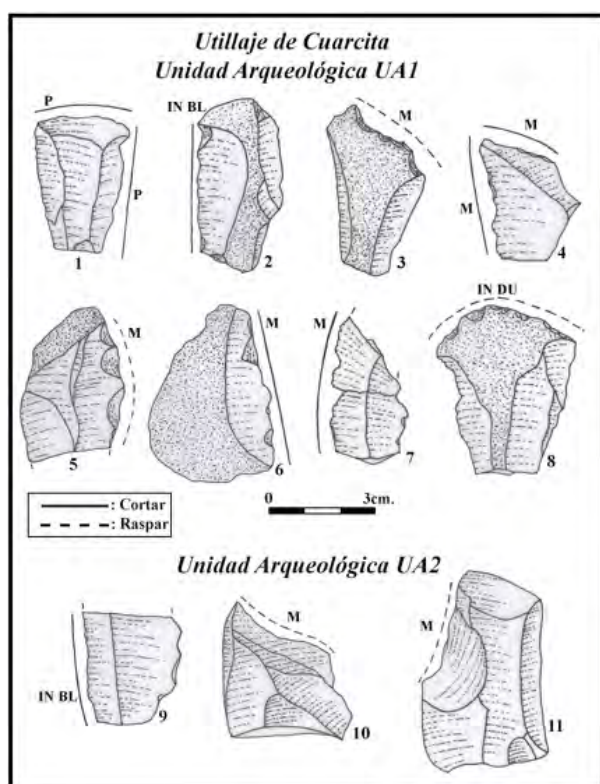 Utillaje de Cuarcita
Unidad Arqueológica UA1
P
P
1
IN BL
2
M
3
M
M
4
M
5
M
6
M
7
IN DU
8
: Cortar
: Raspar
0
3cm.
Unidad Arqueológica UA2
IN BL
9
M
10
M
11